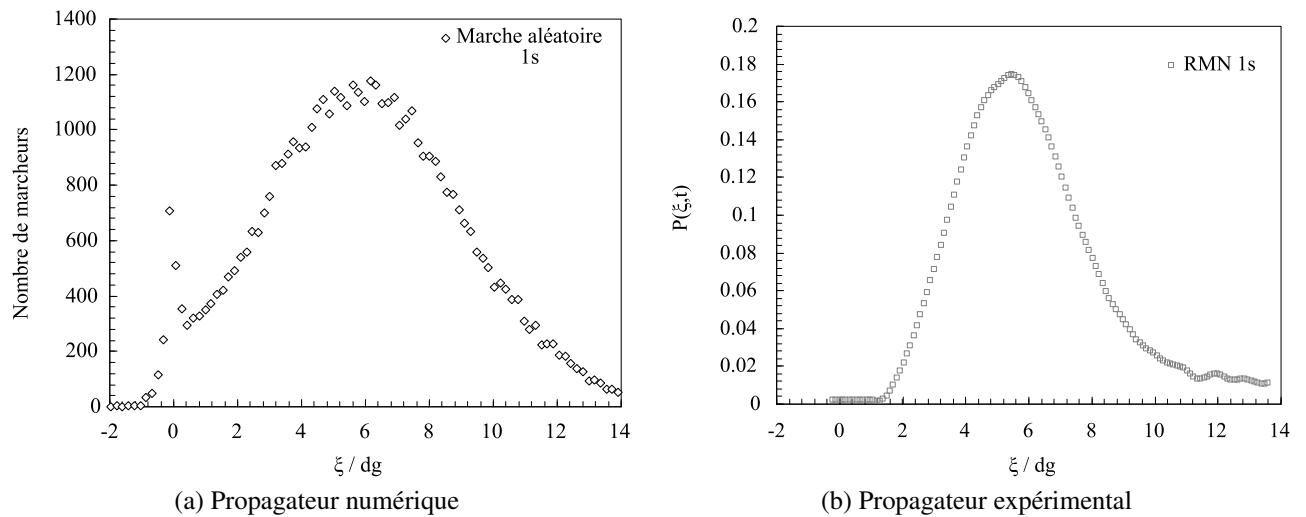 1400
1200
1000
800
600
400
200
0
Nombre de marcheurs
Marche aléatoire
1s
-2 0 2 4 6 8 10 12 14
ξ / dg
(a) Propagateur numérique
0.2
0.18
0.16
0.14
0.12
0.1
0.08
0.06
0.04
0.02
0
P(ξ,t)
RMN 1s
-2 0 2 4 6 8 10 12 14
ξ / dg
(b) Propagateur expérimental